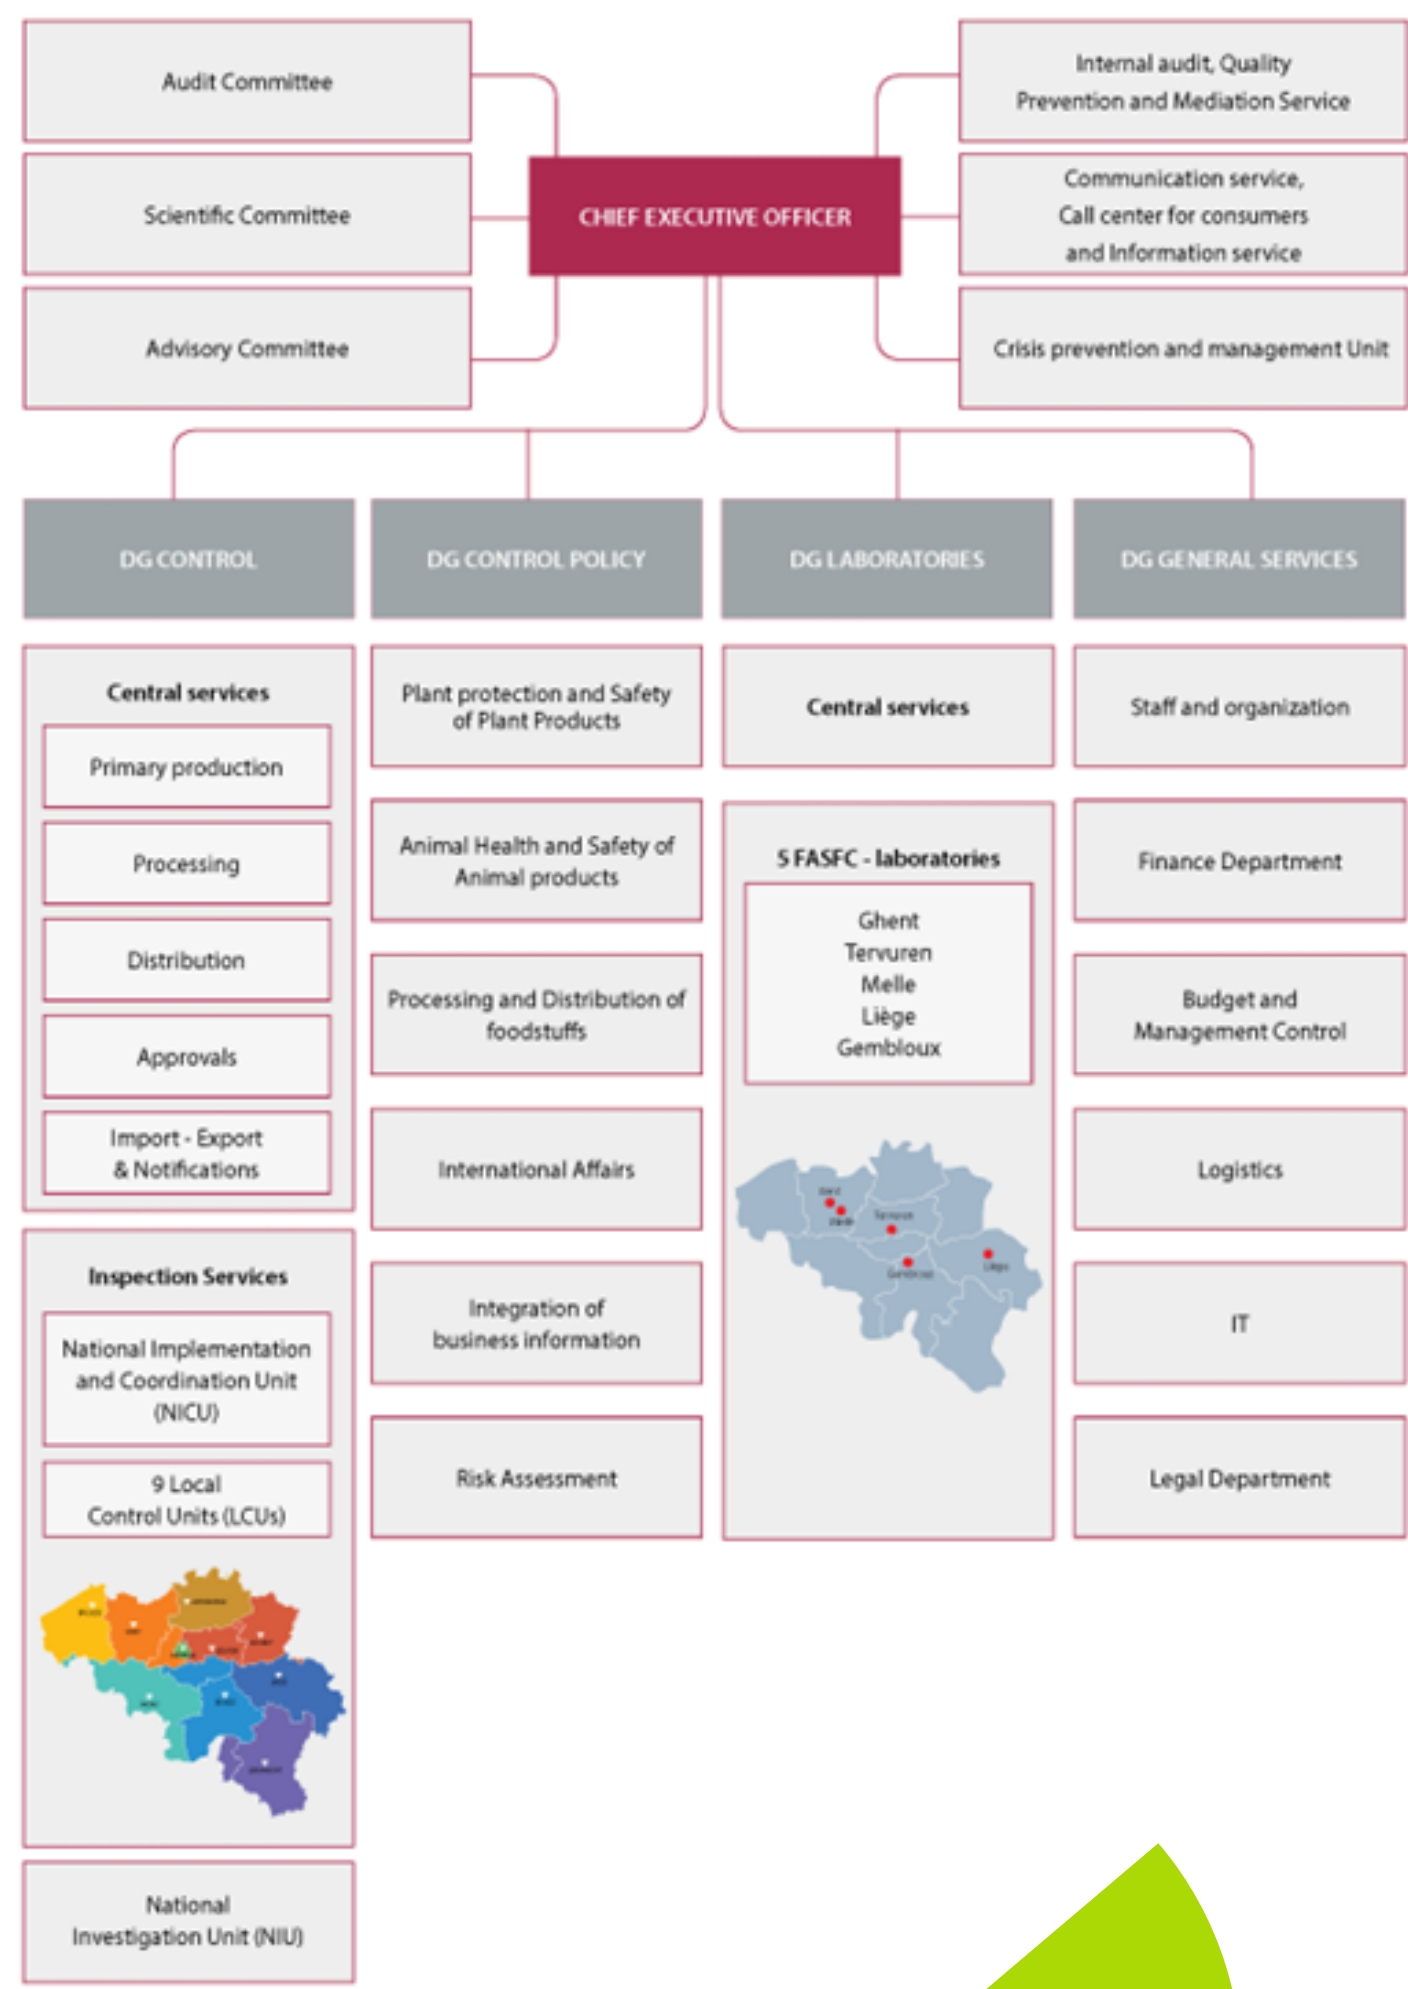 Audit Committee
Scientific Committee
Advisory Committee
CHIEF EXECUTIVE OFFICER
Internal audit, Quality
Prevention and Mediation Service
Communication service,
Call center for consumers
and Information service
Crisis prevention and management Unit
DG CONTROL
Central services
Primary production
Processing
Distribution
Approvals
Import - Export
& Notifications
Inspection Services
National Implementation
and Coordination Unit
(NICU)
9 Local
Control Units (LCUs)
National
Investigation Unit (NIU)
DG CONTROL POLICY
Plant protection and Safety
of Plant Products
Animal Health and Safety of
Animal products
Processing and Distribution of
foodstuffs
International Affairs
Integration of
business information
Risk Assessment
DG LABORATORIES
Central services
5 FASFC - laboratories
Ghent
Tervuren
Melle
Liège
Gembloux
Tervuren
Gembloux
Liège
DG GENERAL SERVICES
Staff and organization
Finance Department
Budget and
Management Control
Logistics
IT
Legal Department